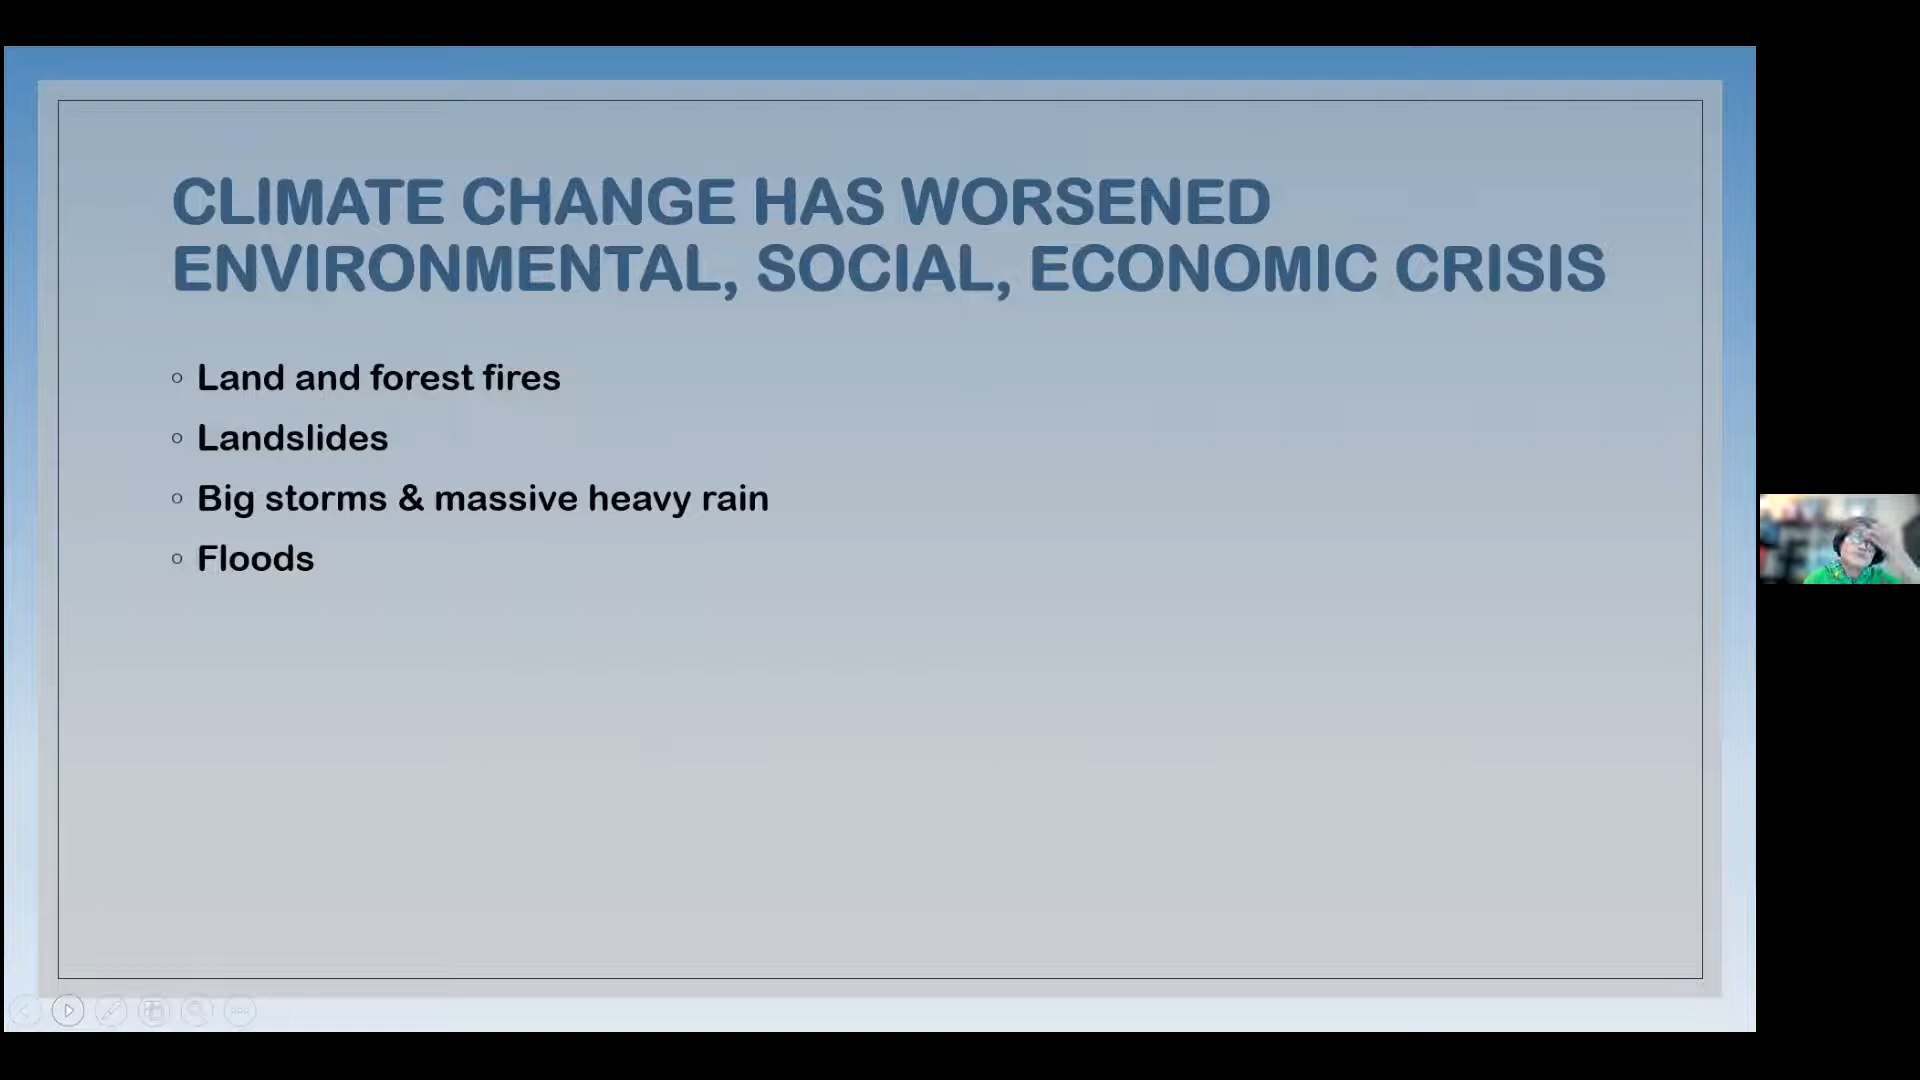 CLIMATE CHANGE HAS WORSENED
ENVIRONMENTAL, SOCIAL, ECONOMIC CRISIS
Land and forest fires
Landslides
Big storms & massive heavy rain
Floods